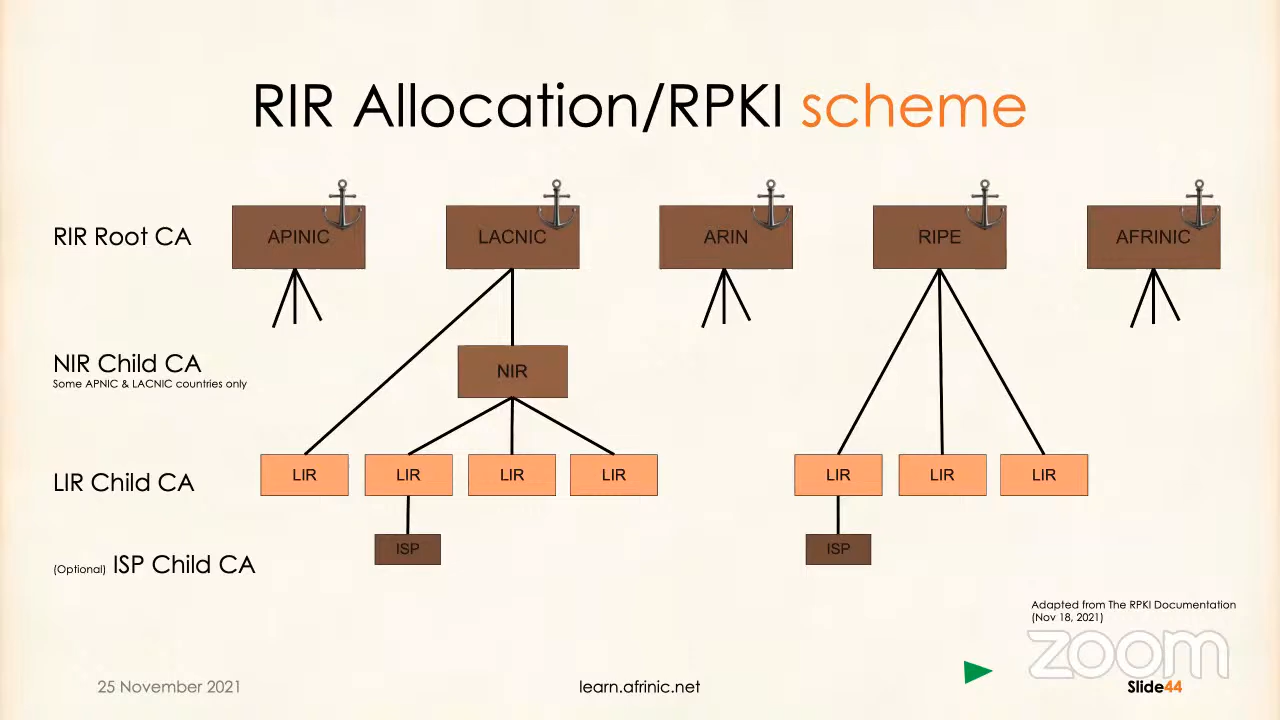 RIR Allocation/RPKI scheme
RIR Root CA
APINIC
LACNIC
ARIN
RIPE
AFRINIC
NIR Child CA
Some APNIC & LACNIC countries only
NIR
LIR Child CA
LIR
LIR
LIR
LIR
LIR
LIR
LIR
(Optional) ISP Child CA
ISP
ISP
Adapted from The RPKI Documentation
(Nov 18, 2021)
zoom
25 November 2021
learn.afrinic.net
Slide44